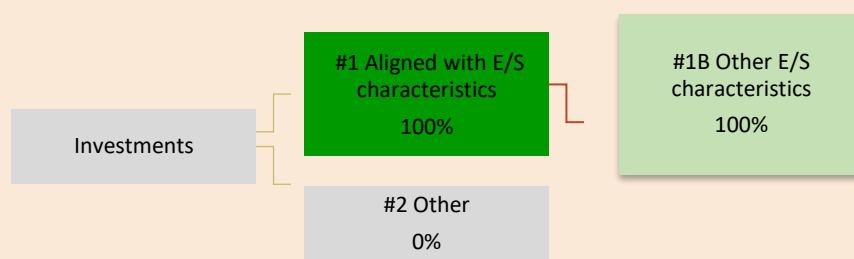 Investments
#1 Aligned with E/S
characteristics
100%
#2 Other
0%
#1B Other E/S
characteristics
100%